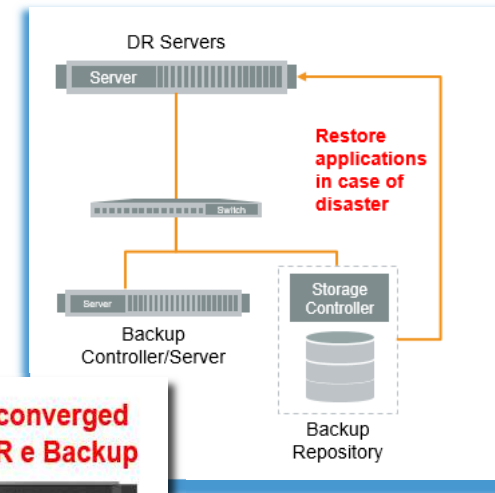 DR Servers
Server
Restore
applications
in case of
disaster
Switch
Server
Storage
Controller
Backup
Controller/Server
Backup
Repository
converged
R e Backup